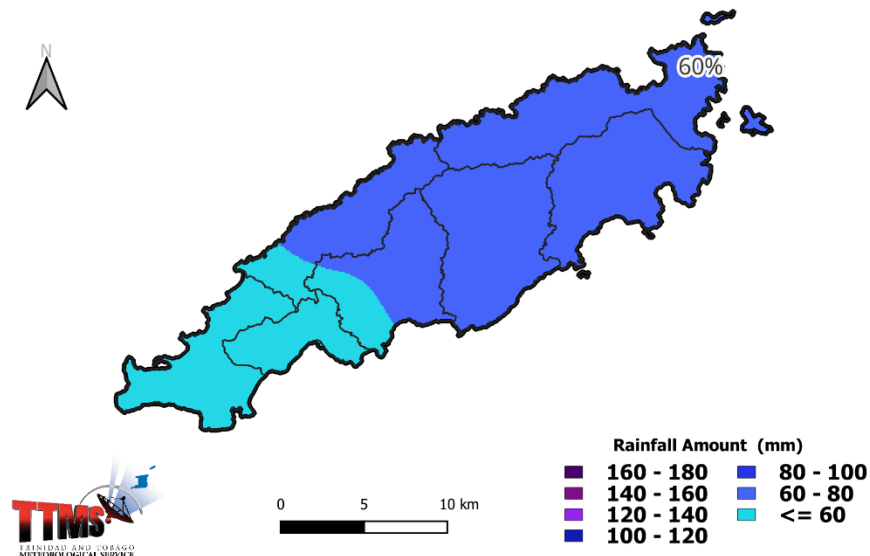 N
60%
Rainfall Amount (mm)
160 - 180
80 - 100
140 - 160
60 - 80
120 - 140
<= 60
100 - 120
0 5 10 km
TTMS
TRINIDAD AND TOBAGO
METEOROLOGICAL SERVICE